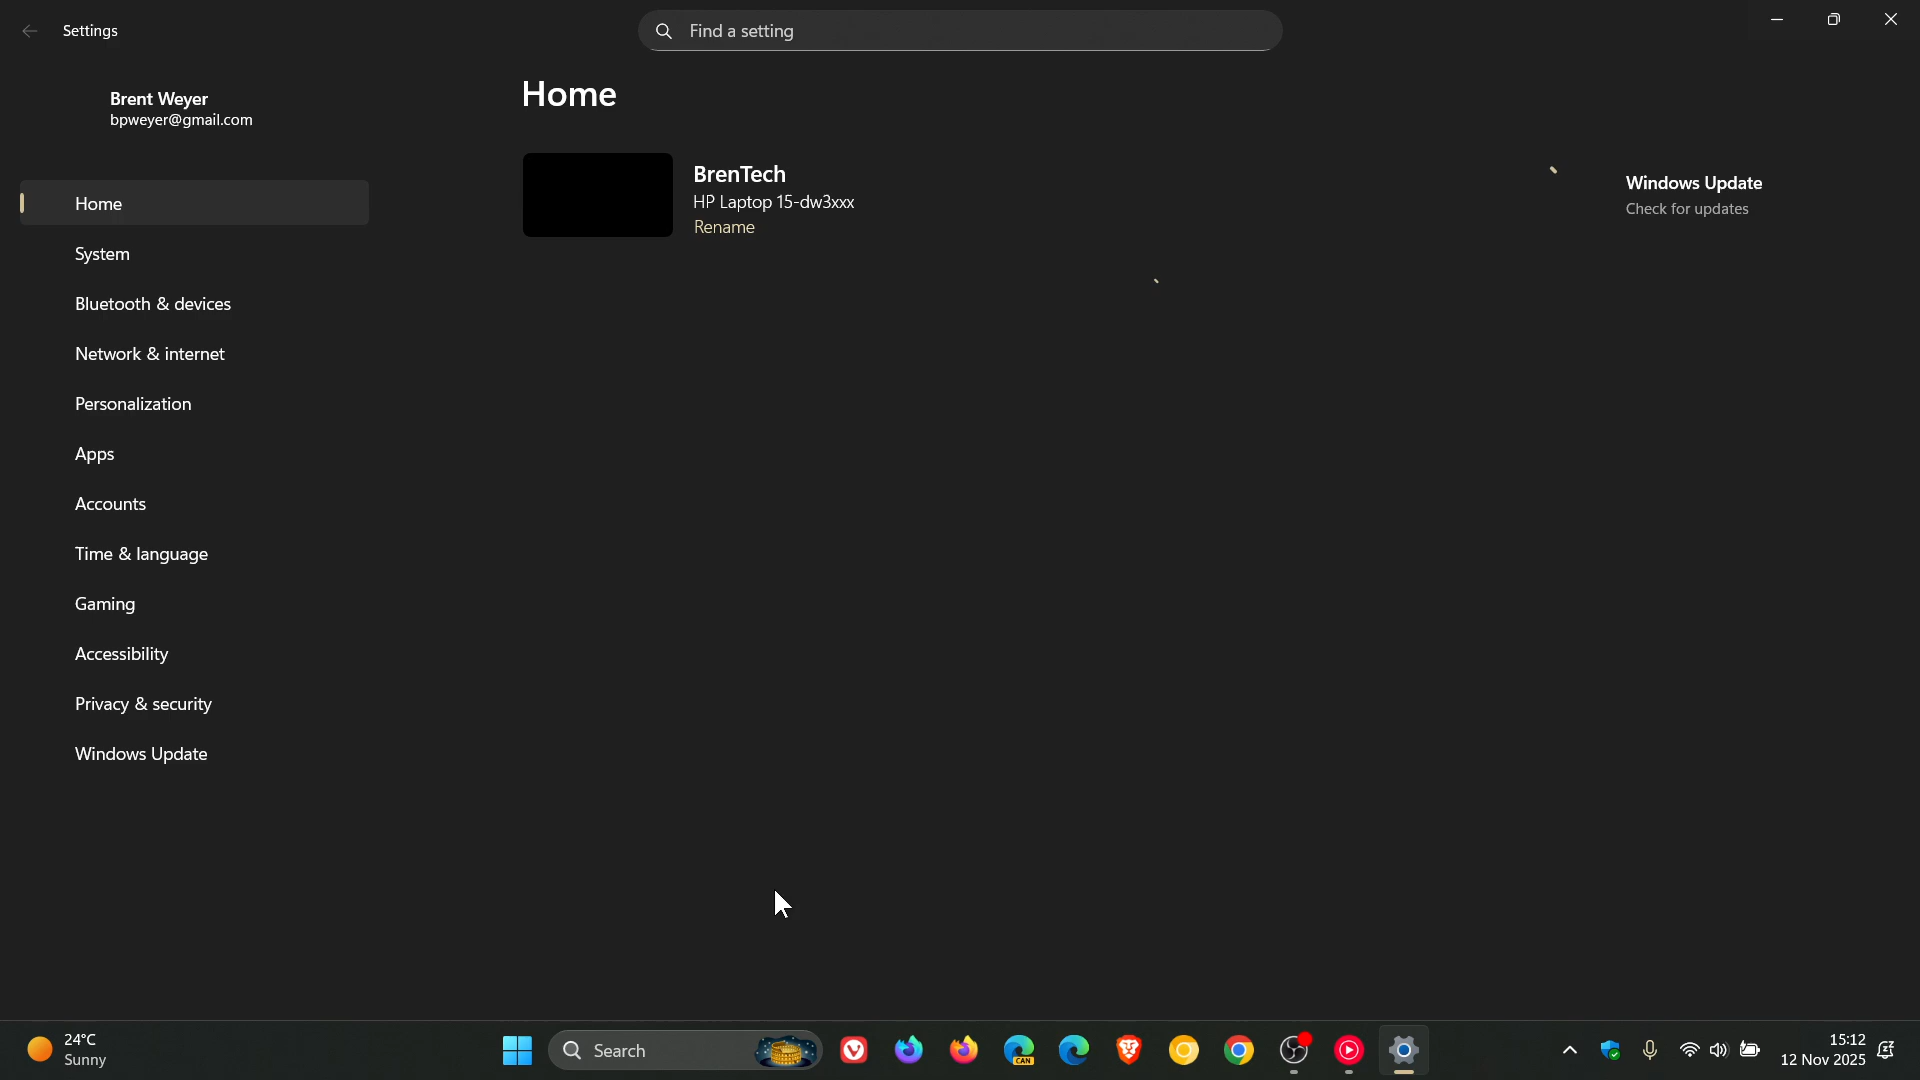 Settings
Find a setting
Brent Weyer
bpweyer@gmail.com
Home
System
Bluetooth & devices
Network & internet
Personalization
Apps
Accounts
Time & language
Gaming
Accessibility
Privacy & security
Windows Update
Home
BrenTech
HP Laptop 15-dw3xxx
Rename
Windows Update
Check for updates
24°C
Sunny
Search
CAN
15:12
12 Nov 2025